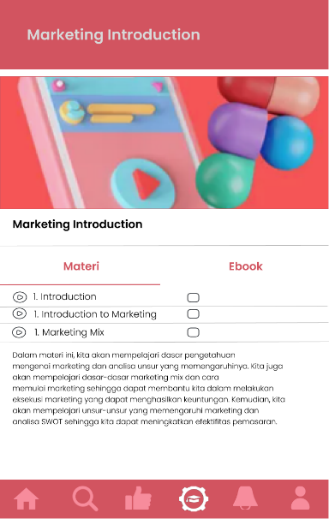 Marketing Introduction
Marketing Introduction
Materi Ebook
1. Introduction
1. Introduction to Marketing
1. Marketing Mix
Dalam materi ini, kita akan mempelajari dasar pengetahuan
mengenai marketing dan analisa unsur yang memengaruhinya. Kita juga
akan mempelajari dasar-dasar marketing mix dan cara
memulai marketing sehingga dapat membantu kita dalam melakukan
eksekusi marketing yang dapat menghasilkan keuntungan. Kemudian, kita
akan mempelajari unsur-unsur yang memengaruhi marketing dan
analisa SWOT sehingga kita dapat meningkatkan efektifitas pemasaran.